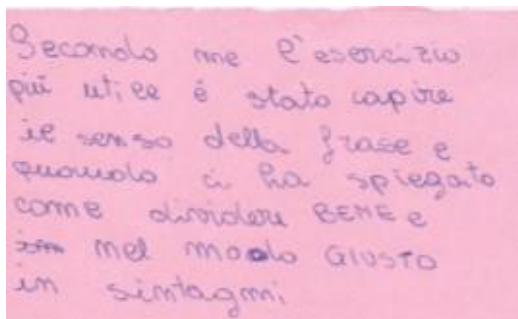 Secondo me l'esercizio
più utile è stato capire
il senso della frase e
quando ci ha spiegato
come dividere BENE e
nel modo GIUSTO
in sintagmi